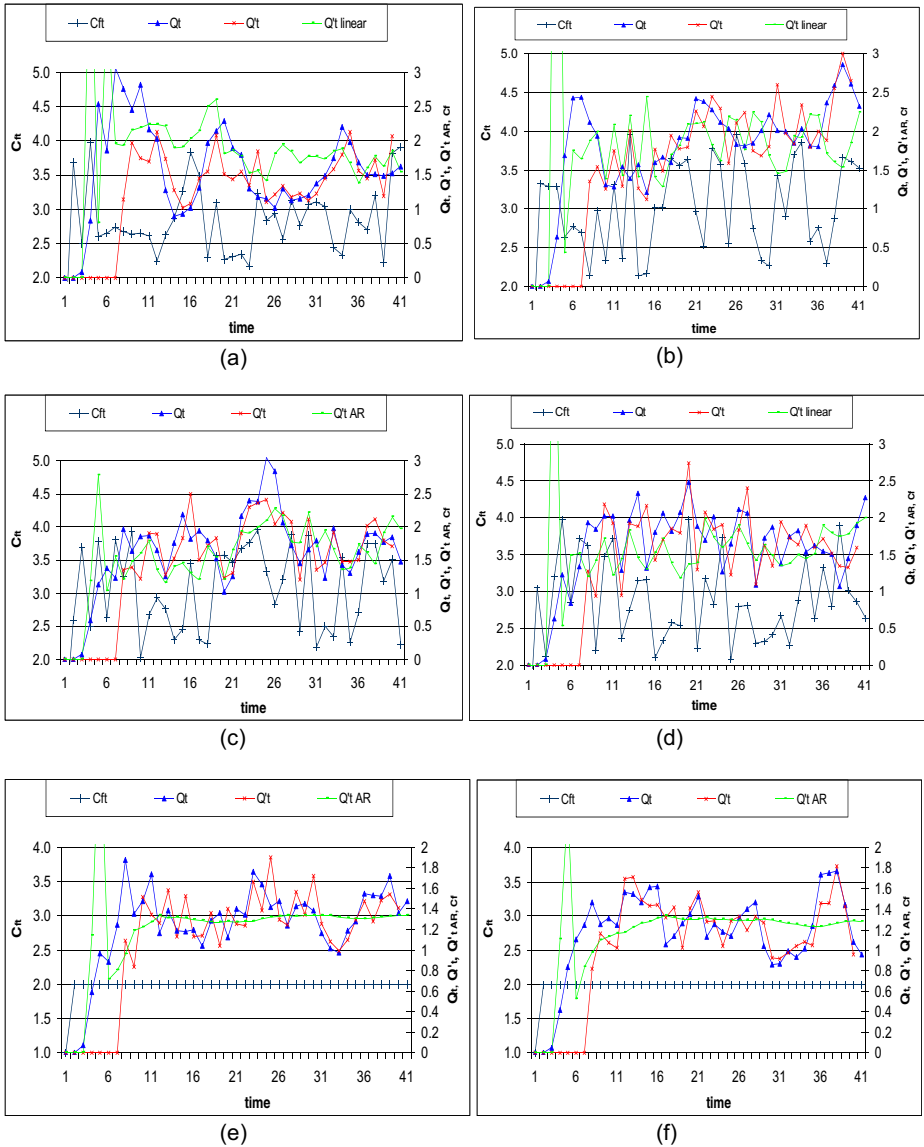 Cft Qt Q't Q't linear
5.0 4.5 4.0 3.5 3.0 2.5 2.0
Cft
3 2.5 2 1.5 1 0.5 0
Qt, Q't, Q't AR, Cf
1 6 11 16 21 26 31 36 41
time
(a)
Cft Qt Q't Q't linear
5.0 4.5 4.0 3.5 3.0 2.5 2.0
Cft
3 2.5 2 1.5 1 0.5 0
Qt, Q't, Q't AR, Cf
1 6 11 16 21 26 31 36 41
time
(b)
Cft Qt Q't Q't AR
5.0 4.5 4.0 3.5 3.0 2.5 2.0
Cft
3 2.5 2 1.5 1 0.5 0
Qt, Q't, Q't AR, Cf
1 6 11 16 21 26 31 36 41
time
(c)
Cft Qt Q't Q't linear
5.0 4.5 4.0 3.5 3.0 2.5 2.0
Cft
3 2.5 2 1.5 1 0.5 0
Qt, Q't, Q't AR, Cf
1 6 11 16 21 26 31 36 41
time
(d)
Cft Qt Q't Q't AR
4.0 3.5 3.0 2.5 2.0 1.5 1.0
Cft
2 1.8 1.6 1.4 1.2 1 0.8 0.6 0.4 0.2 0
Qt, Q't, Q't AR, Cf
1 6 11 16 21 26 31 36 41
time
(e)
Cft Qt Q't Q't AR
4.0 3.5 3.0 2.5 2.0 1.5 1.0
Cft
2 1.8 1.6 1.4 1.2 1 0.8 0.6 0.4 0.2 0
Qt, Q't, Q't AR, Cf
1 6 11 16 21 26 31 36 41
time
(f)